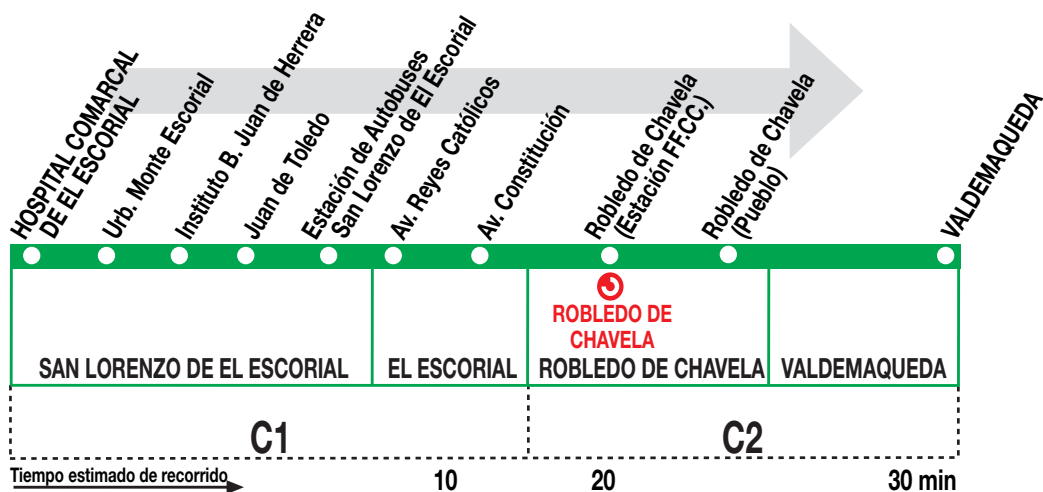 HOSPITAL COMARCAL
DE EL ESCORIAL
Urb. Monte Escorial
Instituto B. Juan de Herrera
Juan de Toledo
Estación de Autobuses
San Lorenzo de El Escorial
Av. Reyes Católicos
Av. Constitución
Robledo de Chavela
(Estación FF.CC.)
Robledo de Chavela
(Pueblo)
VALDEMAQUEDA
ROBLEDO DE
CHAVELA
SAN LORENZO DE EL ESCORIAL
EL ESCORIAL
ROBLEDO DE CHAVELA
VALDEMAQUEDA
C1
C2
Tiempo estimado de recorrido
10
20
30 min